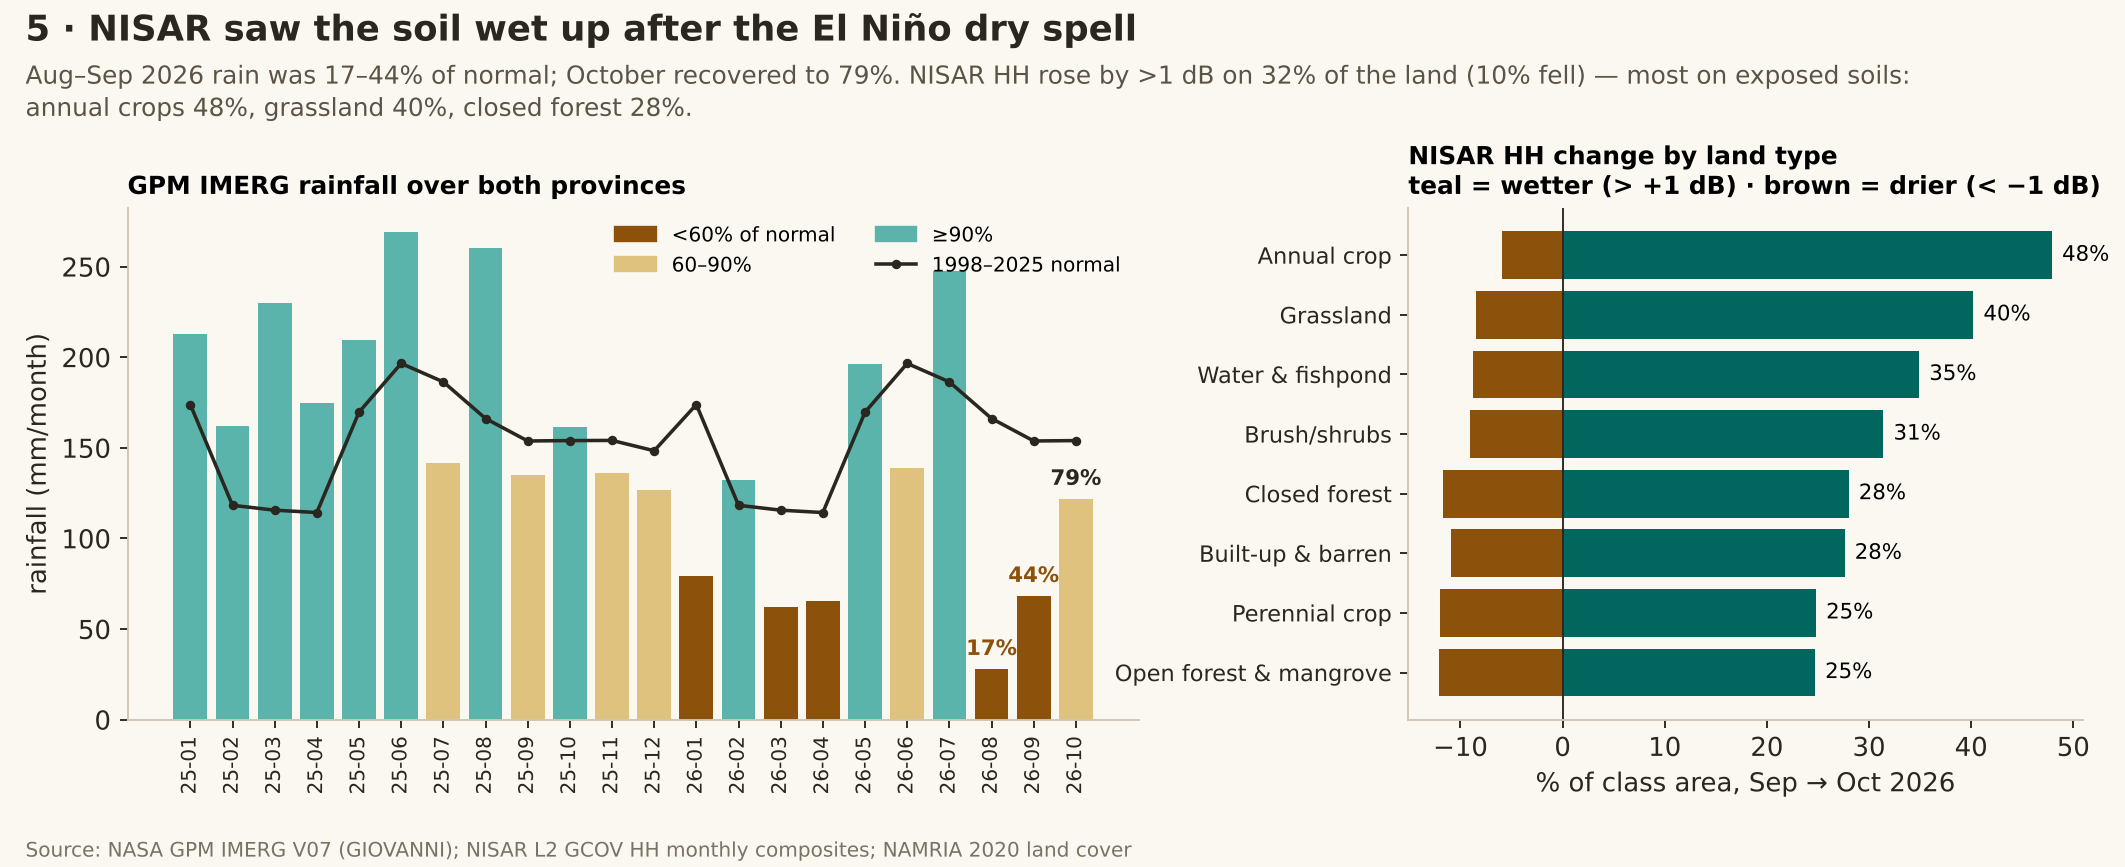 5 · NISAR saw the soil wet up after the El Niño dry spell
Aug–Sep 2026 rain was 17–44% of normal; October recovered to 79%. NISAR HH rose by >1 dB on 32% of the land (10% fell) — most on exposed soils:
annual crops 48%, grassland 40%, closed forest 28%.
GPM IMERG rainfall over both provinces
<60% of normal
60–90%
≥90%
1998–2025 normal
rainfall (mm/month)
250
200
150
100
50
0
17%
44%
79%
25-01
25-02
25-03
25-04
25-05
25-06
25-07
25-08
25-09
25-10
25-11
25-12
26-01
26-02
26-03
26-04
26-05
26-06
26-07
26-08
26-09
26-10
NISAR HH change by land type
teal = wetter (> +1 dB) · brown = drier (< −1 dB)
Annual crop 48%
Grassland 40%
Water & fishpond 35%
Brush/shrubs 31%
Closed forest 28%
Built-up & barren 28%
Perennial crop 25%
Open forest & mangrove 25%
−10 0 10 20 30 40 50
% of class area, Sep → Oct 2026
Source: NASA GPM IMERG V07 (GIOVANNI); NISAR L2 GCOV HH monthly composites; NAMRIA 2020 land cover